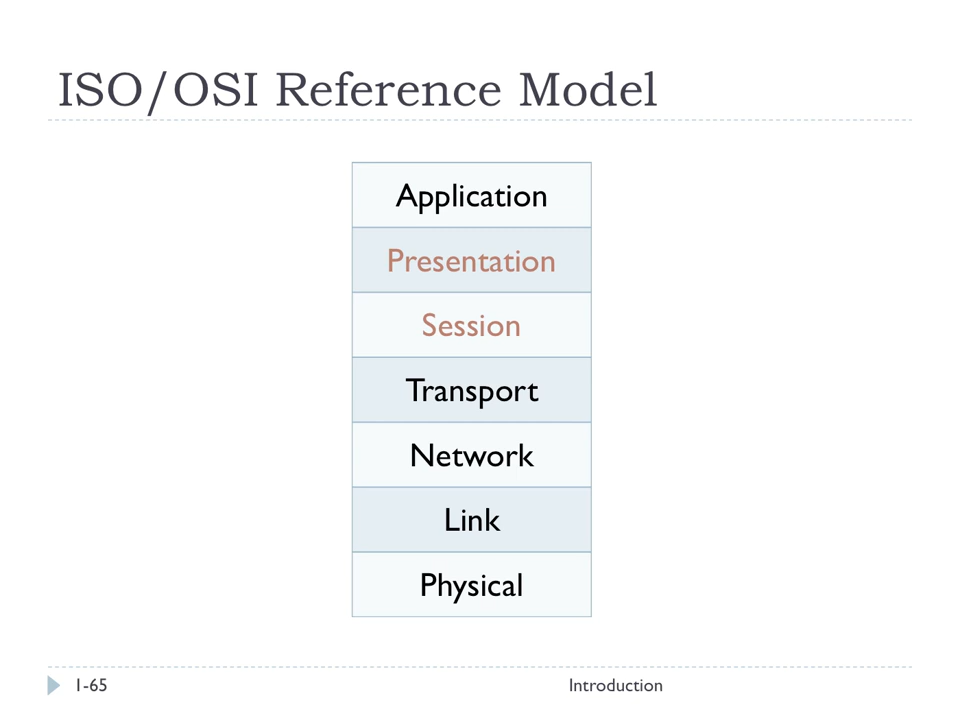 ISO/OSI Reference Model
Application
Presentation
Session
Transport
Network
Link
Physical
1-65
Introduction